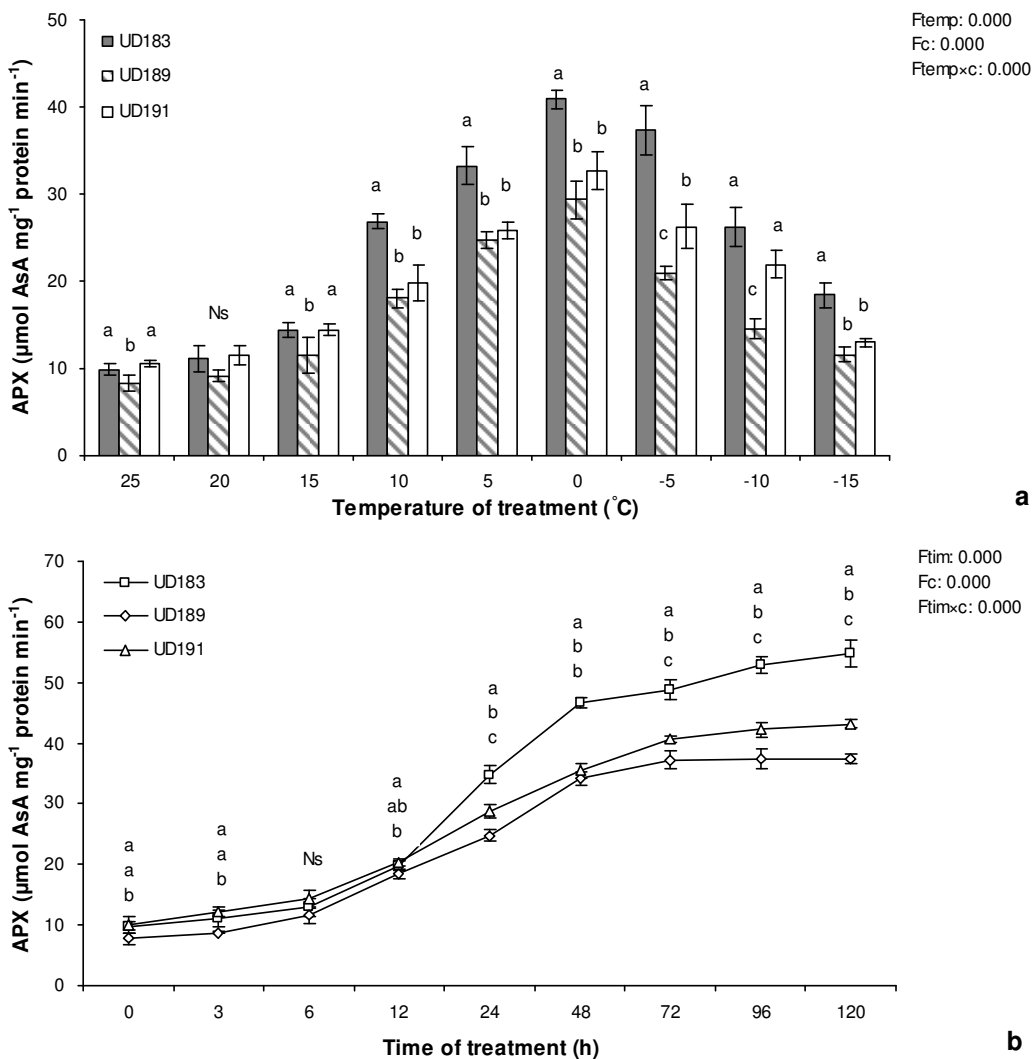 50
40
30
20
10
0
APX (µmol AsA mg⁻¹ protein min⁻¹)
UD183
UD189
UD191
Ftemp: 0.000
Fc: 0.000
Ftemp×c: 0.000
a b a
Ns
a b a
a b b
a b b
a b b
a c b
a c a
a b b
25 20 15 10 5 0 -5 -10 -15
Temperature of treatment (°C)
a
70
60
50
40
30
20
10
0
APX (µmol AsA mg⁻¹ protein min⁻¹)
UD183
UD189
UD191
Ftim: 0.000
Fc: 0.000
Ftim×c: 0.000
a
a
b
a
a
b
Ns
a
ab
b
a
b
c
a
b
b
a
b
c
a
b
c
a
b
c
0 3 6 12 24 48 72 96 120
Time of treatment (h)
b